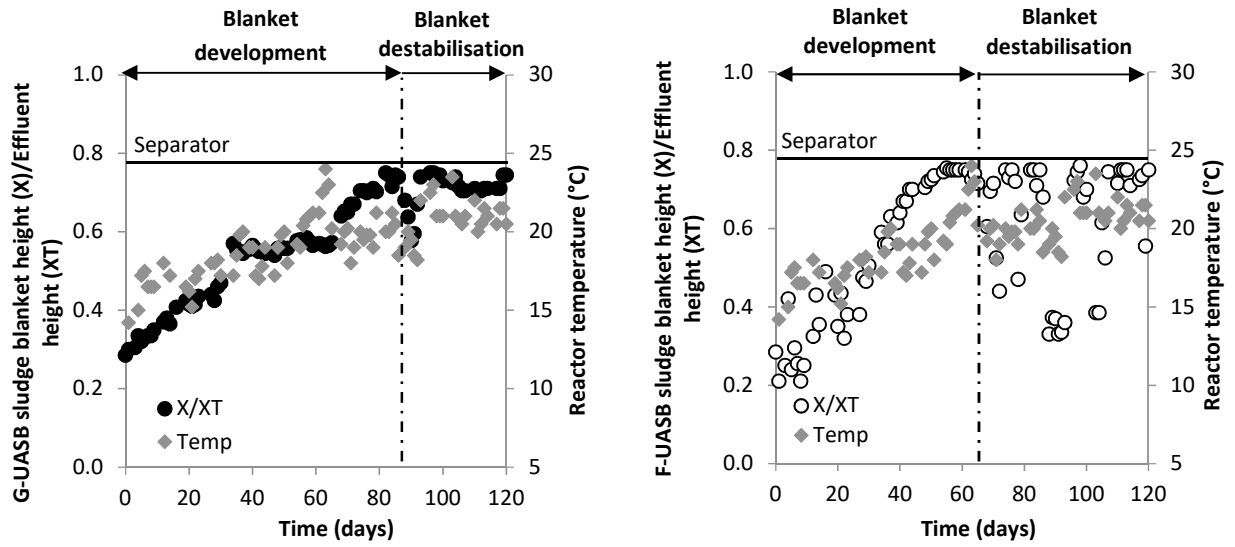 Blanket
development
Blanket
destabilisation
G-UASB sludge blanket height (X)/Effluent
height (XT)
1.0
0.8
0.6
0.4
0.2
0.0
Separator
X/XT
Temp
30
25
20
15
10
5
Reactor temperature (°C)
0
20
40
60
80
100
120
Time (days)
Blanket
development
Blanket
destabilisation
F-UASB sludge blanket height (X)/Effluent
height (XT)
1.0
0.8
0.6
0.4
0.2
0.0
Separator
X/XT
Temp
30
25
20
15
10
5
Reactor temperature (°C)
0
20
40
60
80
100
120
Time (days)